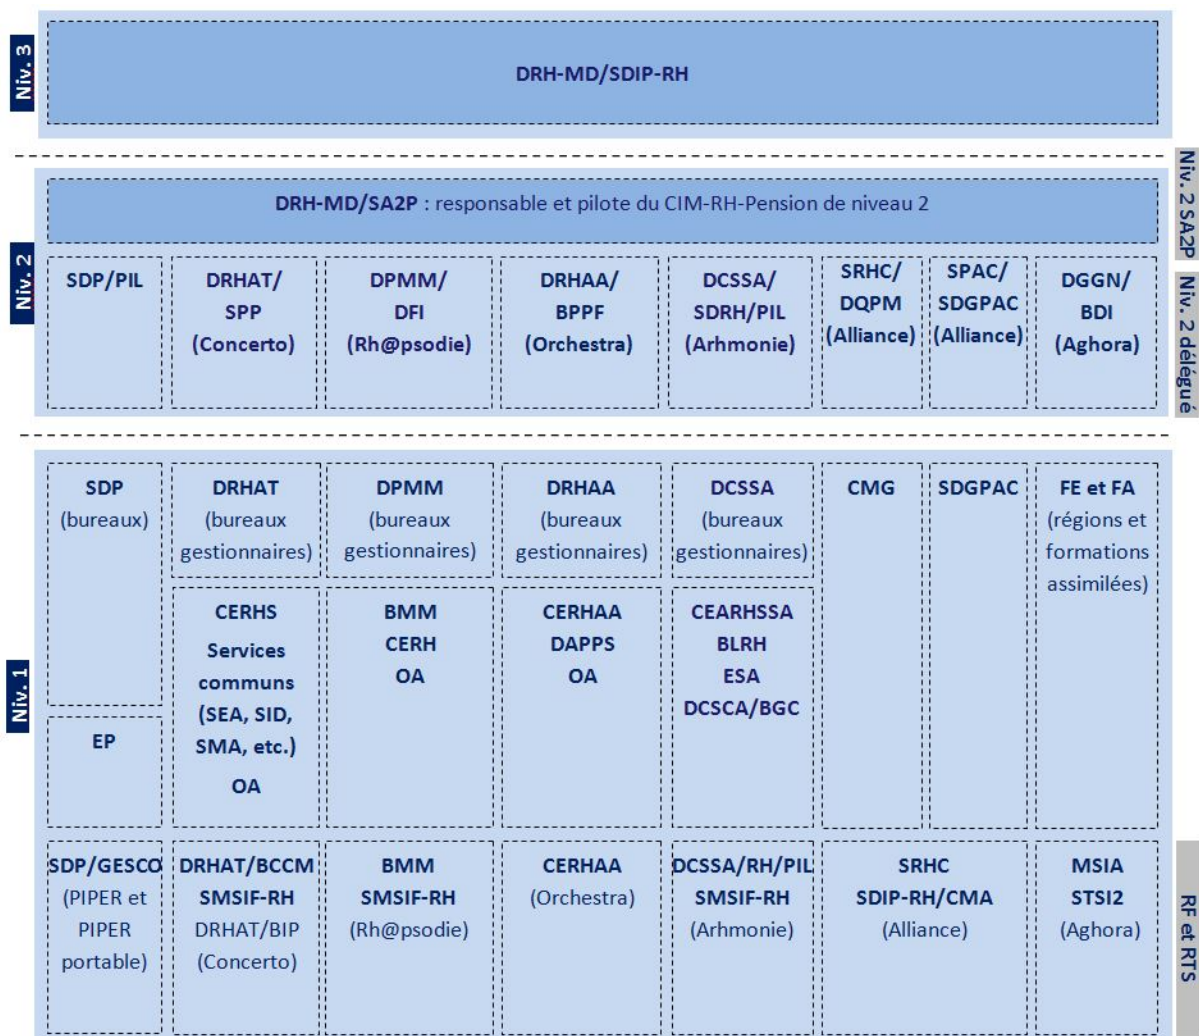 Niv. 3
DRH-MD/SDIP-RH
Niv. 2
Niv. 2 SA2P
DRH-MD/SA2P : responsable et pilote du CIM-RH-Pension de niveau 2
Niv. 2 délégué
SDP/PIL
DRHAT/
SPP
(Concerto)
DPMM/
DFI
(Rh@psodie)
DRHAA/
BPPF
(Orchestra)
DCSSA/
SDRH/PIL
(Arhmonie)
SRHC/
DQPM
(Alliance)
SPAC/
SDGPAC
(Alliance)
DGGN/
BDI
(Aghora)
Niv. 1
SDP
(bureaux)
DRHAT
(bureaux
gestionnaires)
DPMM
(bureaux
gestionnaires)
DRHAA
(bureaux
gestionnaires)
DCSSA
(bureaux
gestionnaires)
CMG
SDGPAC
FE et FA
(régions et
formations
assimilées)
EP
CERHS
Services
communs
(SEA, SID,
SMA, etc.)
OA
BMM
CERH
OA
CERHAA
DAPPS
OA
CEARHSSA
BLRH
ESA
DCSCA/BGC
SDP/GESCO
(PIPER et
PIPER
portable)
DRHAT/BCCM
SMSIF-RH
DRHAT/BIP
(Concerto)
BMM
SMSIF-RH
(Rh@psodie)
CERHAA
(Orchestra)
DCSSA/RH/PIL
SMSIF-RH
(Arhmonie)
SRHC
SDIP-RH/CMA
(Alliance)
MSIA
STSI2
(Aghora)
RF et RTS